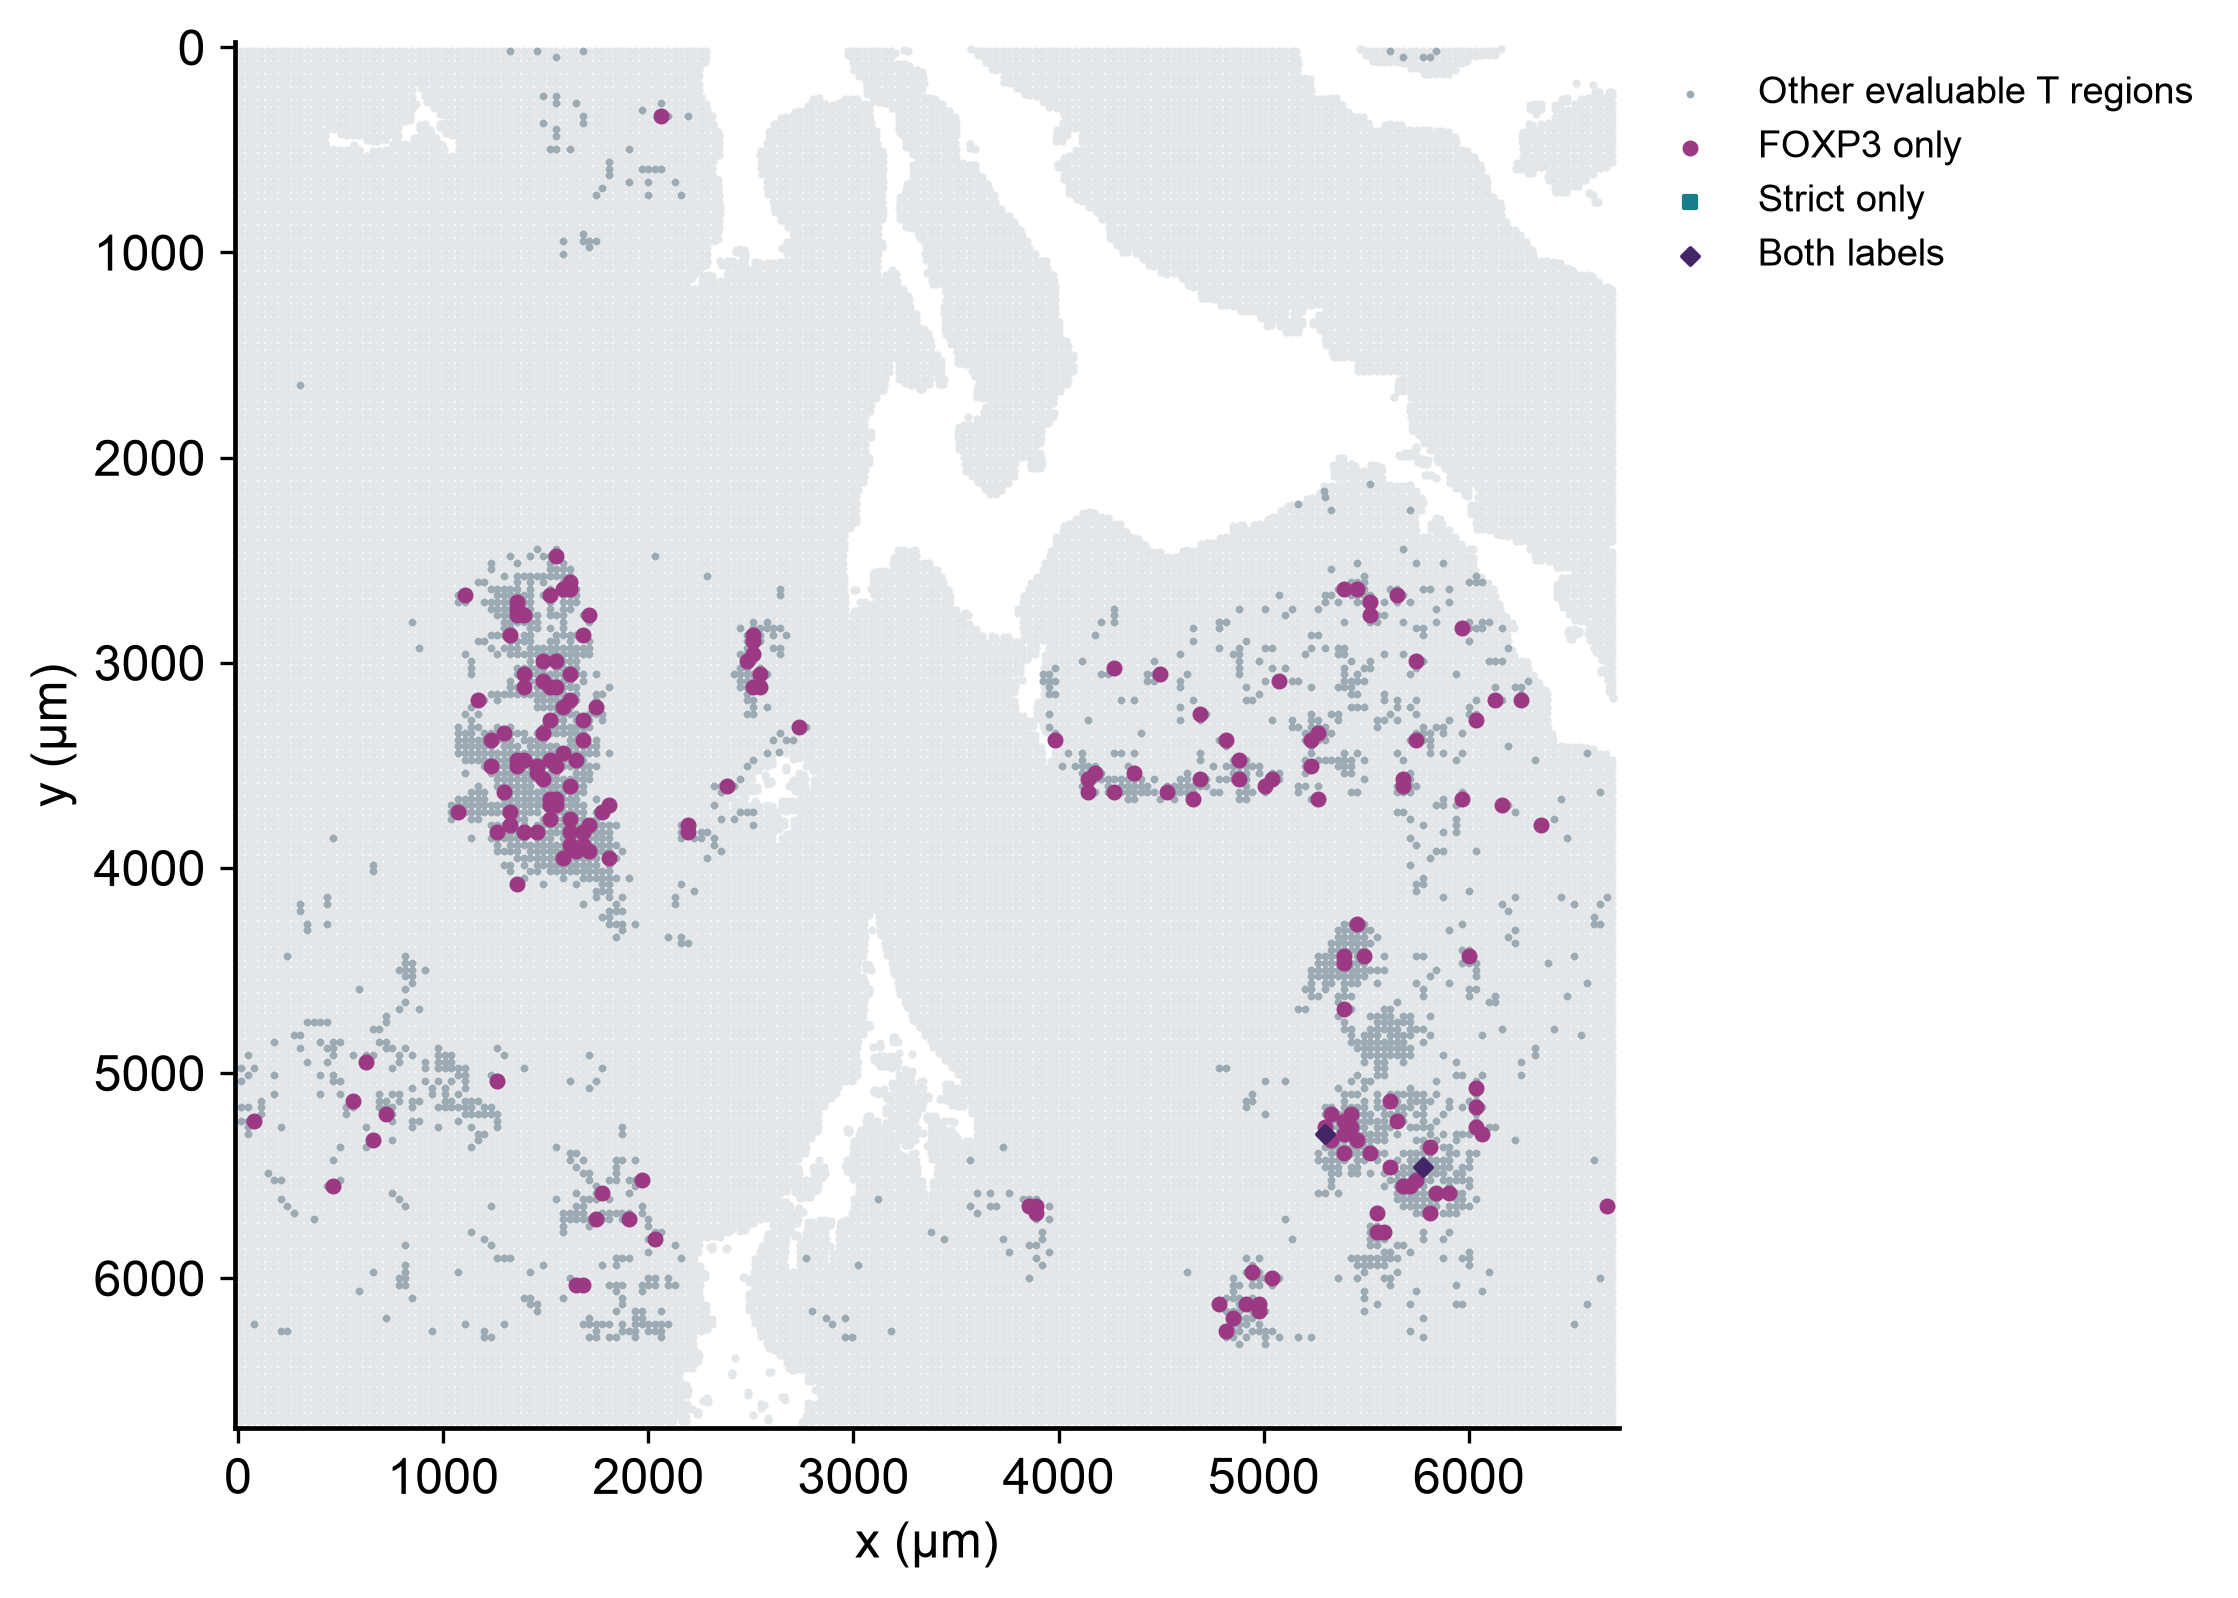 0
1000
2000
3000
4000
5000
6000
y (µm)
0 1000 2000 3000 4000 5000 6000
x (µm)
Other evaluable T regions
FOXP3 only
Strict only
Both labels